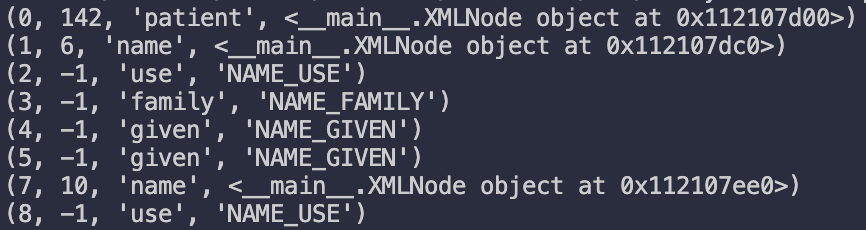 (0, 142, 'patient', <__main__.XMLNode object at 0x112107d00>)
(1, 6, 'name', <__main__.XMLNode object at 0x112107dc0>)
(2, -1, 'use', 'NAME_USE')
(3, -1, 'family', 'NAME_FAMILY')
(4, -1, 'given', 'NAME_GIVEN')
(5, -1, 'given', 'NAME_GIVEN')
(7, 10, 'name', <__main__.XMLNode object at 0x112107ee0>)
(8, -1, 'use', 'NAME_USE')